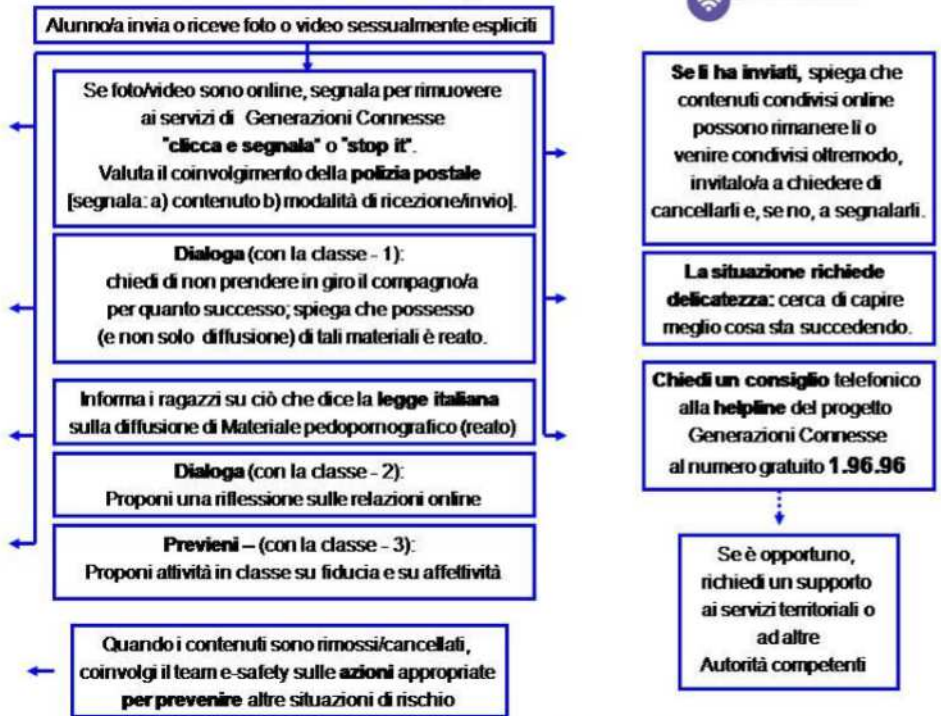 Alunno/a invia o riceve foto o video sessualmente espliciti
Se foto/video sono online, segnala per rimuovere
ai servizi di Generazioni Connesse
"clicca e segnala" o "stop it".
Valuta il coinvolgimento della polizia postale
[segnala: a) contenuto b) modalità di ricezione/invio].
Dialoga (con la classe - 1):
chiedi di non prendere in giro il compagno/a
per quanto successo; spiega che possesso
(e non solo diffusione) di tali materiali è reato.
Informa i ragazzi su ciò che dice la legge italiana
sulla diffusione di Materiale pedopornografico (reato)
Dialoga (con la classe - 2):
Proponi una riflessione sulle relazioni online
Previeni – (con la classe - 3):
Proponi attività in classe su fiducia e su affettività
Quando i contenuti sono rimossi/cancellati,
coinvolgi il team e-safety sulle azioni appropriate
per prevenire altre situazioni di rischio
Se li ha inviati, spiega che
contenuti condivisi online
possono rimanere lì o
venire condivisi oltremodo,
invitalo/a a chiedere di
cancellarli e, se no, a segnalarli.
La situazione richiede
delicatezza: cerca di capire
meglio cosa sta succedendo.
Chiedi un consiglio telefonico
alla helpline del progetto
Generazioni Connesse
al numero gratuito 1.96.96
Se è opportuno,
richiedi un supporto
ai servizi territoriali o
ad altre
Autorità competenti